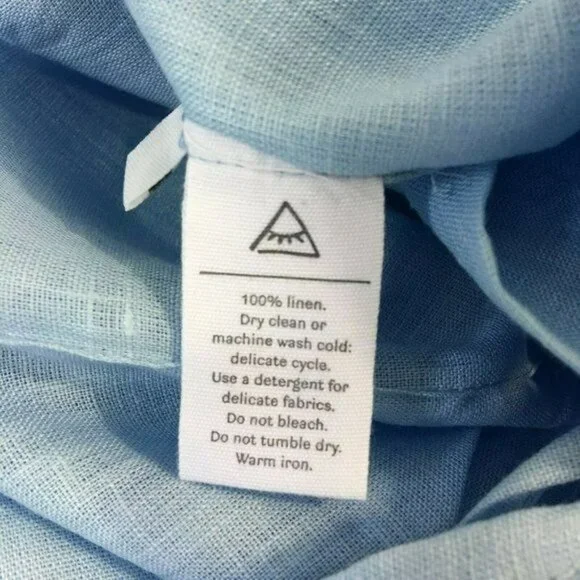 100% linen.
Dry clean or
machine wash cold:
delicate cycle.
Use a detergent for
delicate fabrics.
Do not bleach.
Do not tumble dry.
Warm iron.